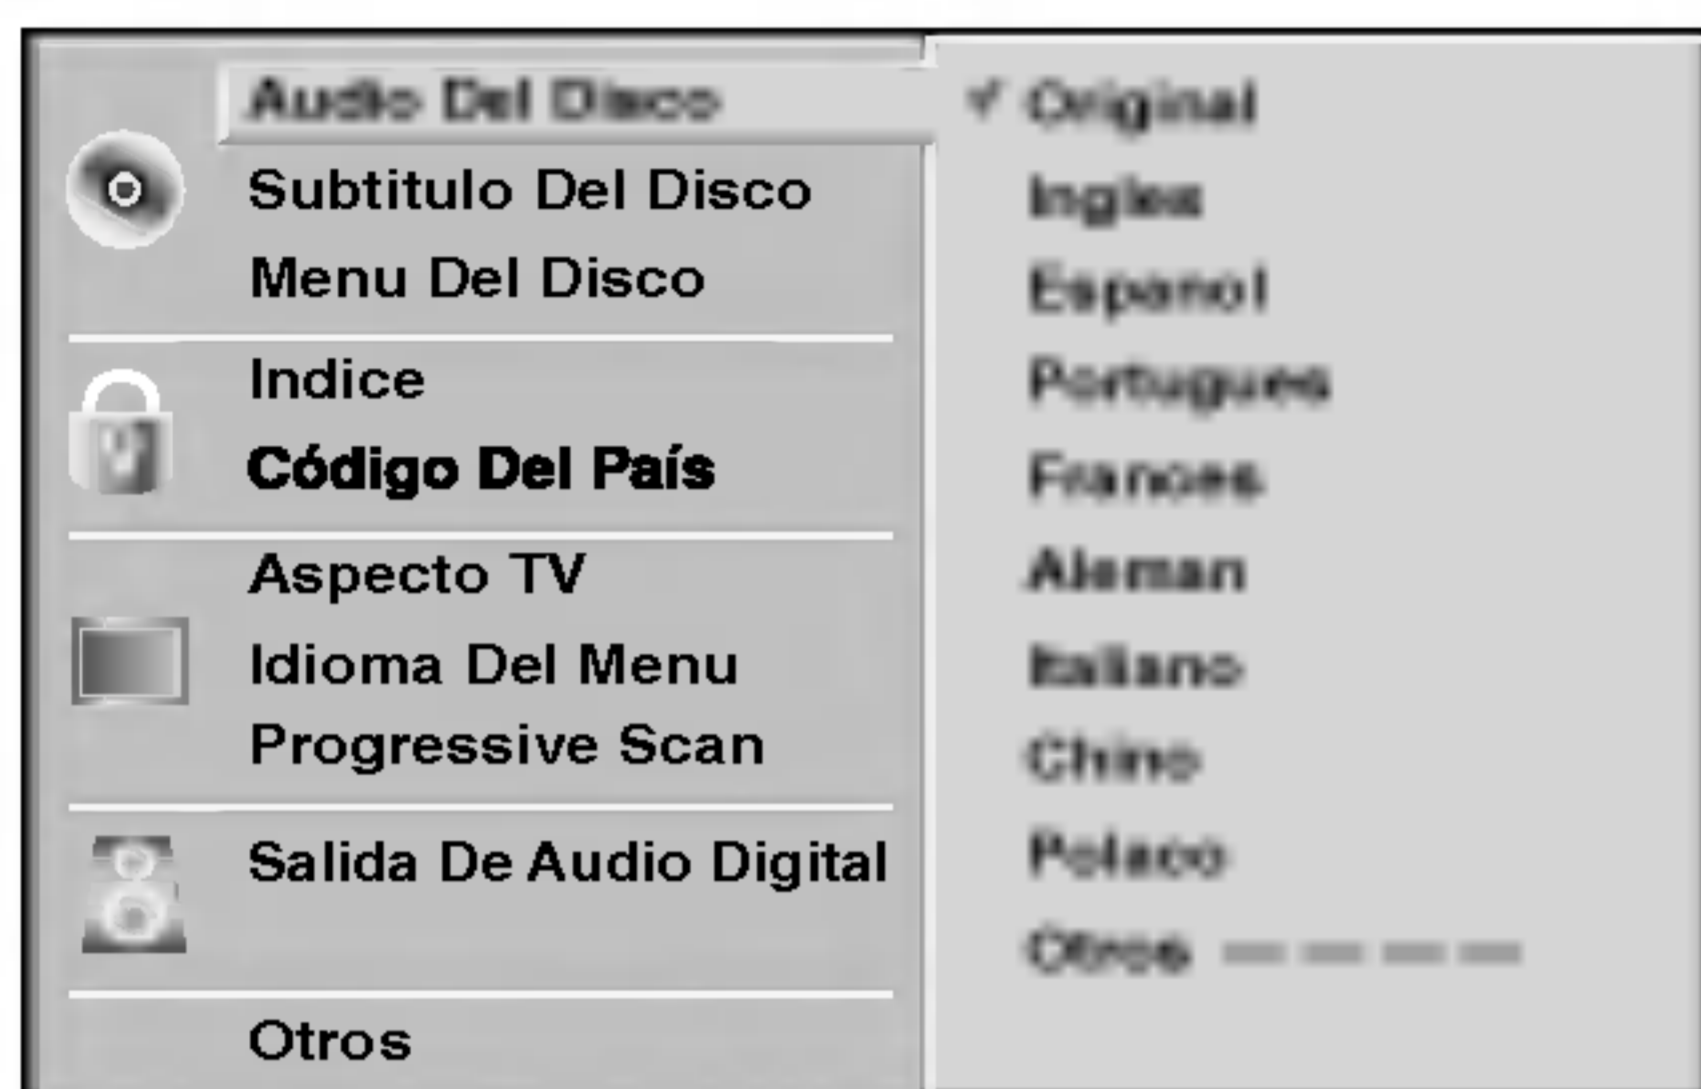 Audio Del Disco
Subtitulo Del Disco
Menu Del Disco
Indice
Código Del País
Aspecto TV
Idioma Del Menu
Progressive Scan
Salida De Audio Digital
Otros
✓ Original
Ingles
Espanol
Portugues
Frances
Aleman
Italiano
Chino
Polaco
Otros – – – –